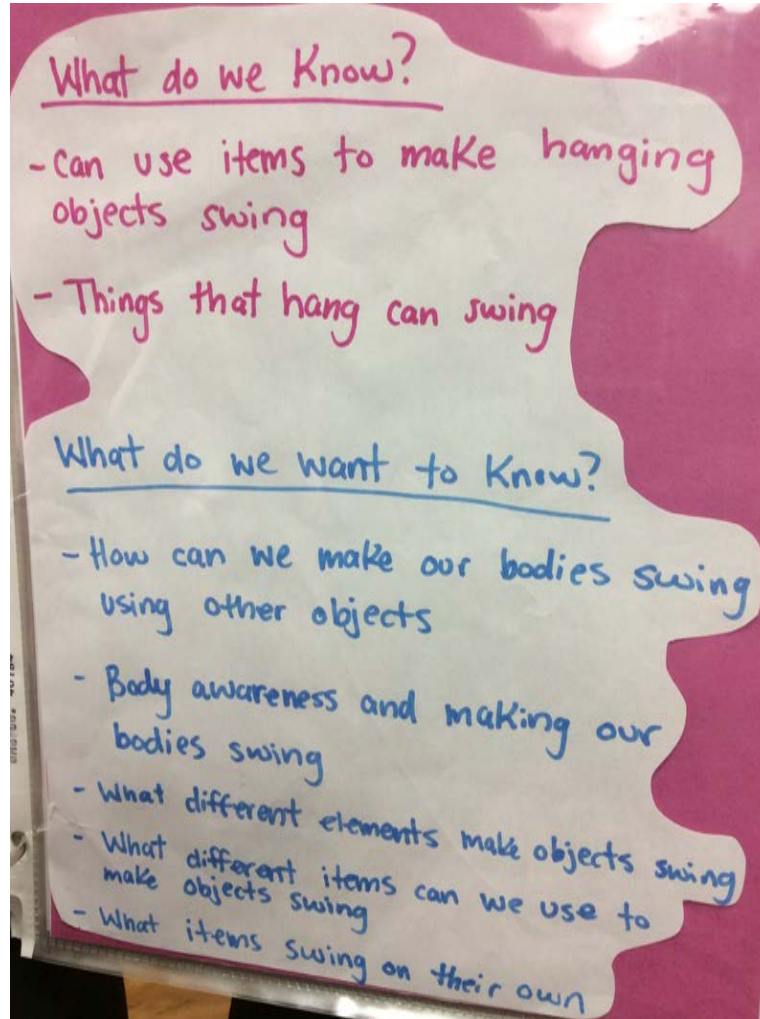 What do we Know?
- Can use items to make hanging
objects swing
- Things that hang can swing
What do we want to Know?
- How can we make our bodies swing
using other objects
- Body awareness and making our
bodies swing
- What different elements make objects swing
- What different items can we use to
make objects swing
- What items swing on their own